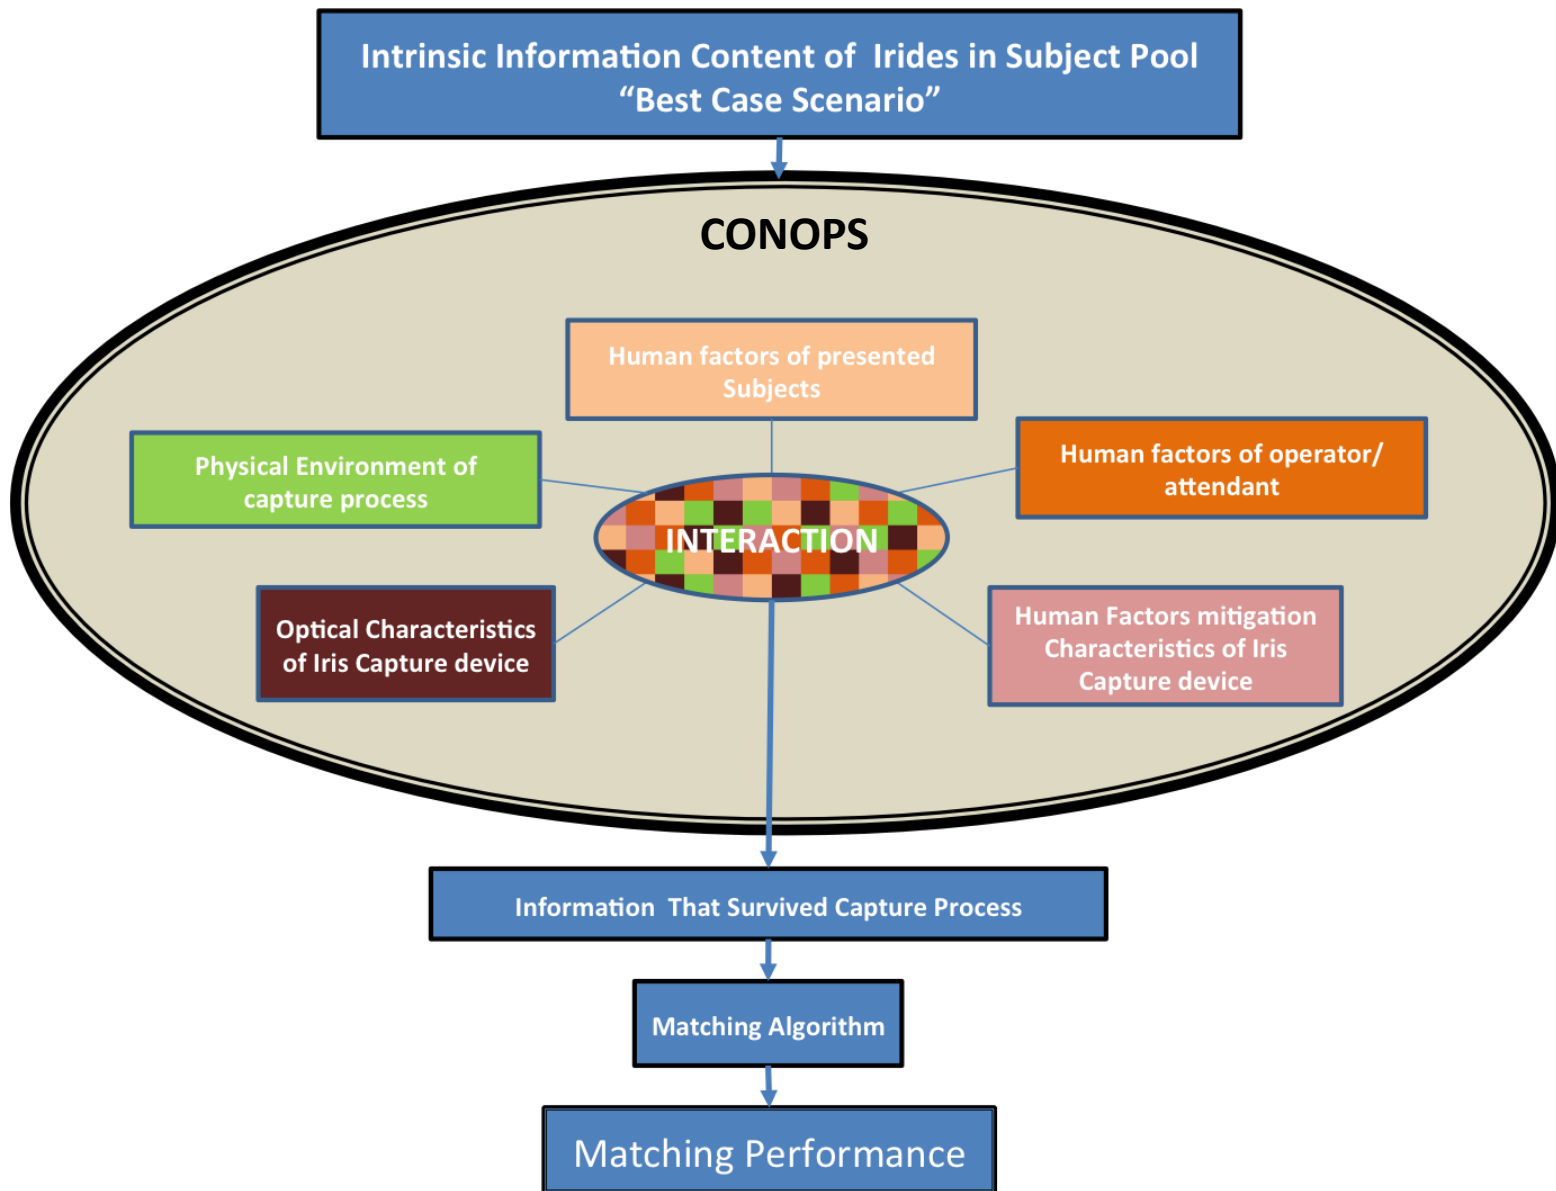 Intrinsic Information Content of Irides in Subject Pool
“Best Case Scenario”
CONOPS
Human factors of presented
Subjects
Physical Environment of
capture process
Human factors of operator/
attendant
INTERACTION
Optical Characteristics
of Iris Capture device
Human Factors mitigation
Characteristics of Iris
Capture device
Information That Survived Capture Process
Matching Algorithm
Matching Performance